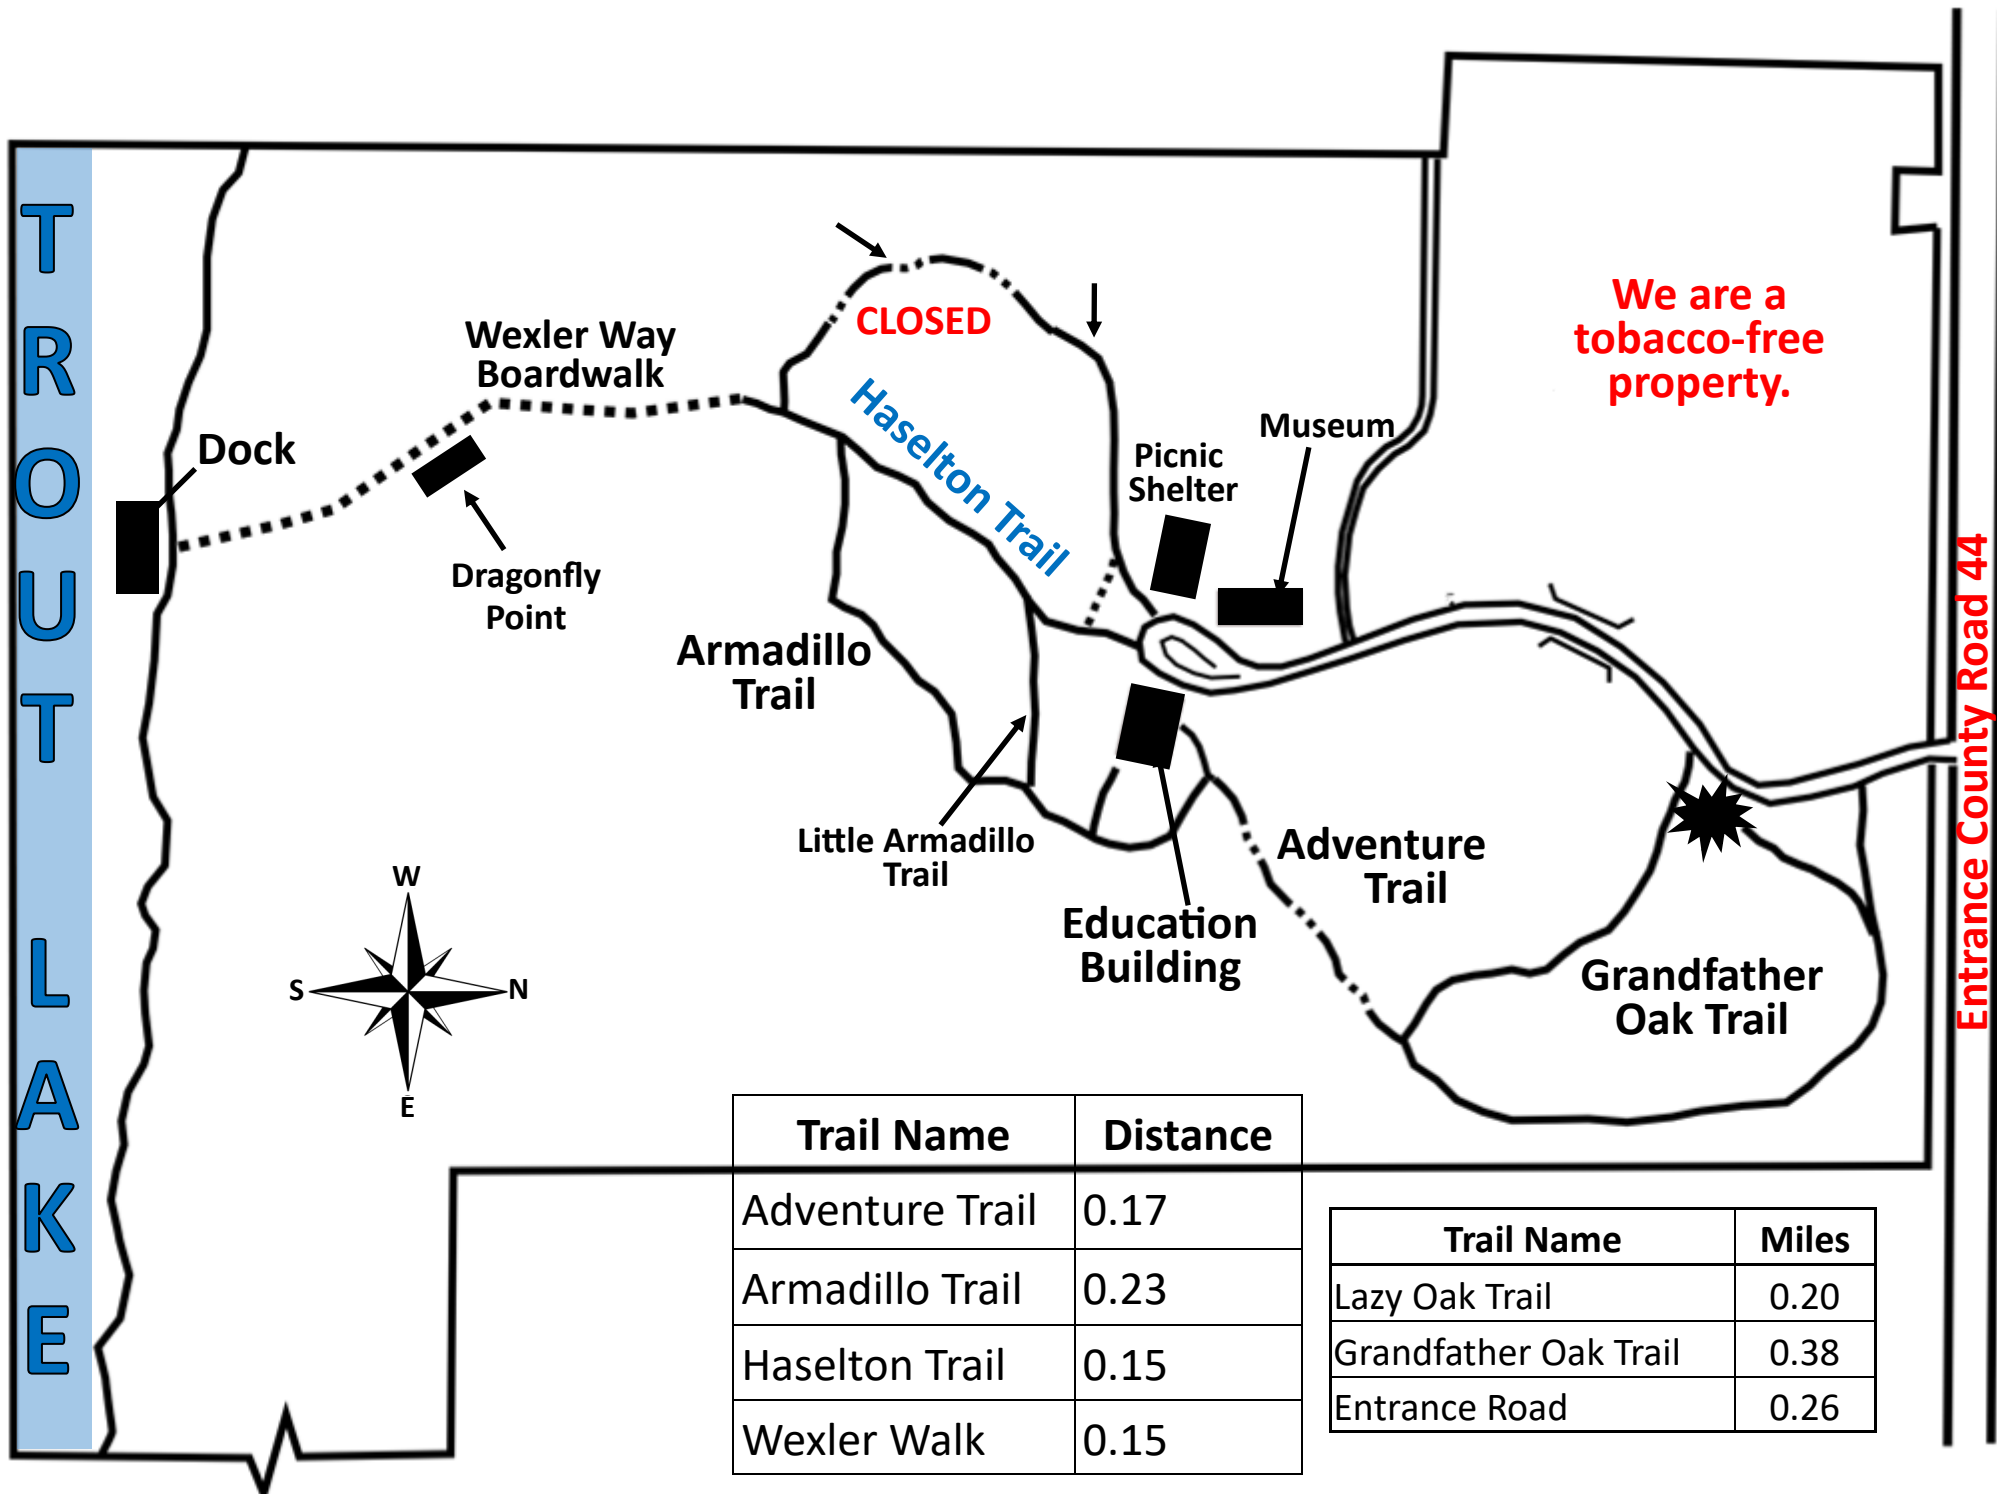 TROUT LAKE
We are a
tobacco-free
property.
CLOSED
Wexler Way
Boardwalk
Haselton Trail
Museum
Dock
Picnic
Shelter
Dragonfly
Point
Entrance County Road 44
Armadillo
Trail
Little Armadillo
Trail
Adventure
Trail
Education
Building
Grandfather
Oak Trail
W
S
N
E
Trail Name Distance
Adventure Trail 0.17
Armadillo Trail 0.23
Haselton Trail 0.15
Wexler Walk 0.15
Trail Name Miles
Lazy Oak Trail 0.20
Grandfather Oak Trail 0.38
Entrance Road 0.26